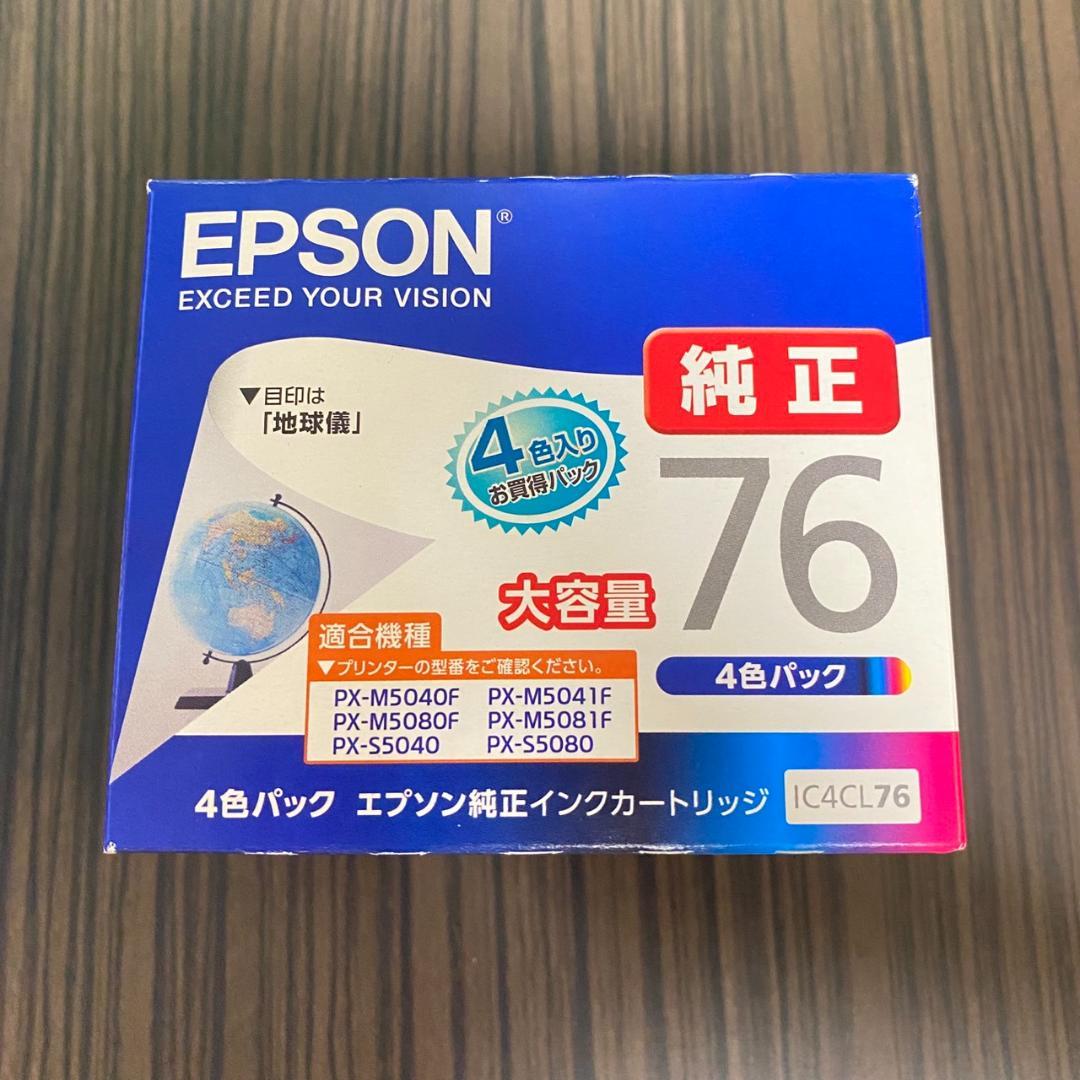 EPSON®
EXCEED YOUR VISION
純正
▼目印は
「地球儀」
4色入り
お買得パック
76
大容量
4色パック
適合機種
▼プリンターの型番をご確認ください。
PX-M5040F PX-M5041F
PX-M5080F PX-M5081F
PX-S5040 PX-S5080
4色パック エプソン純正インクカートリッジ IC4CL76